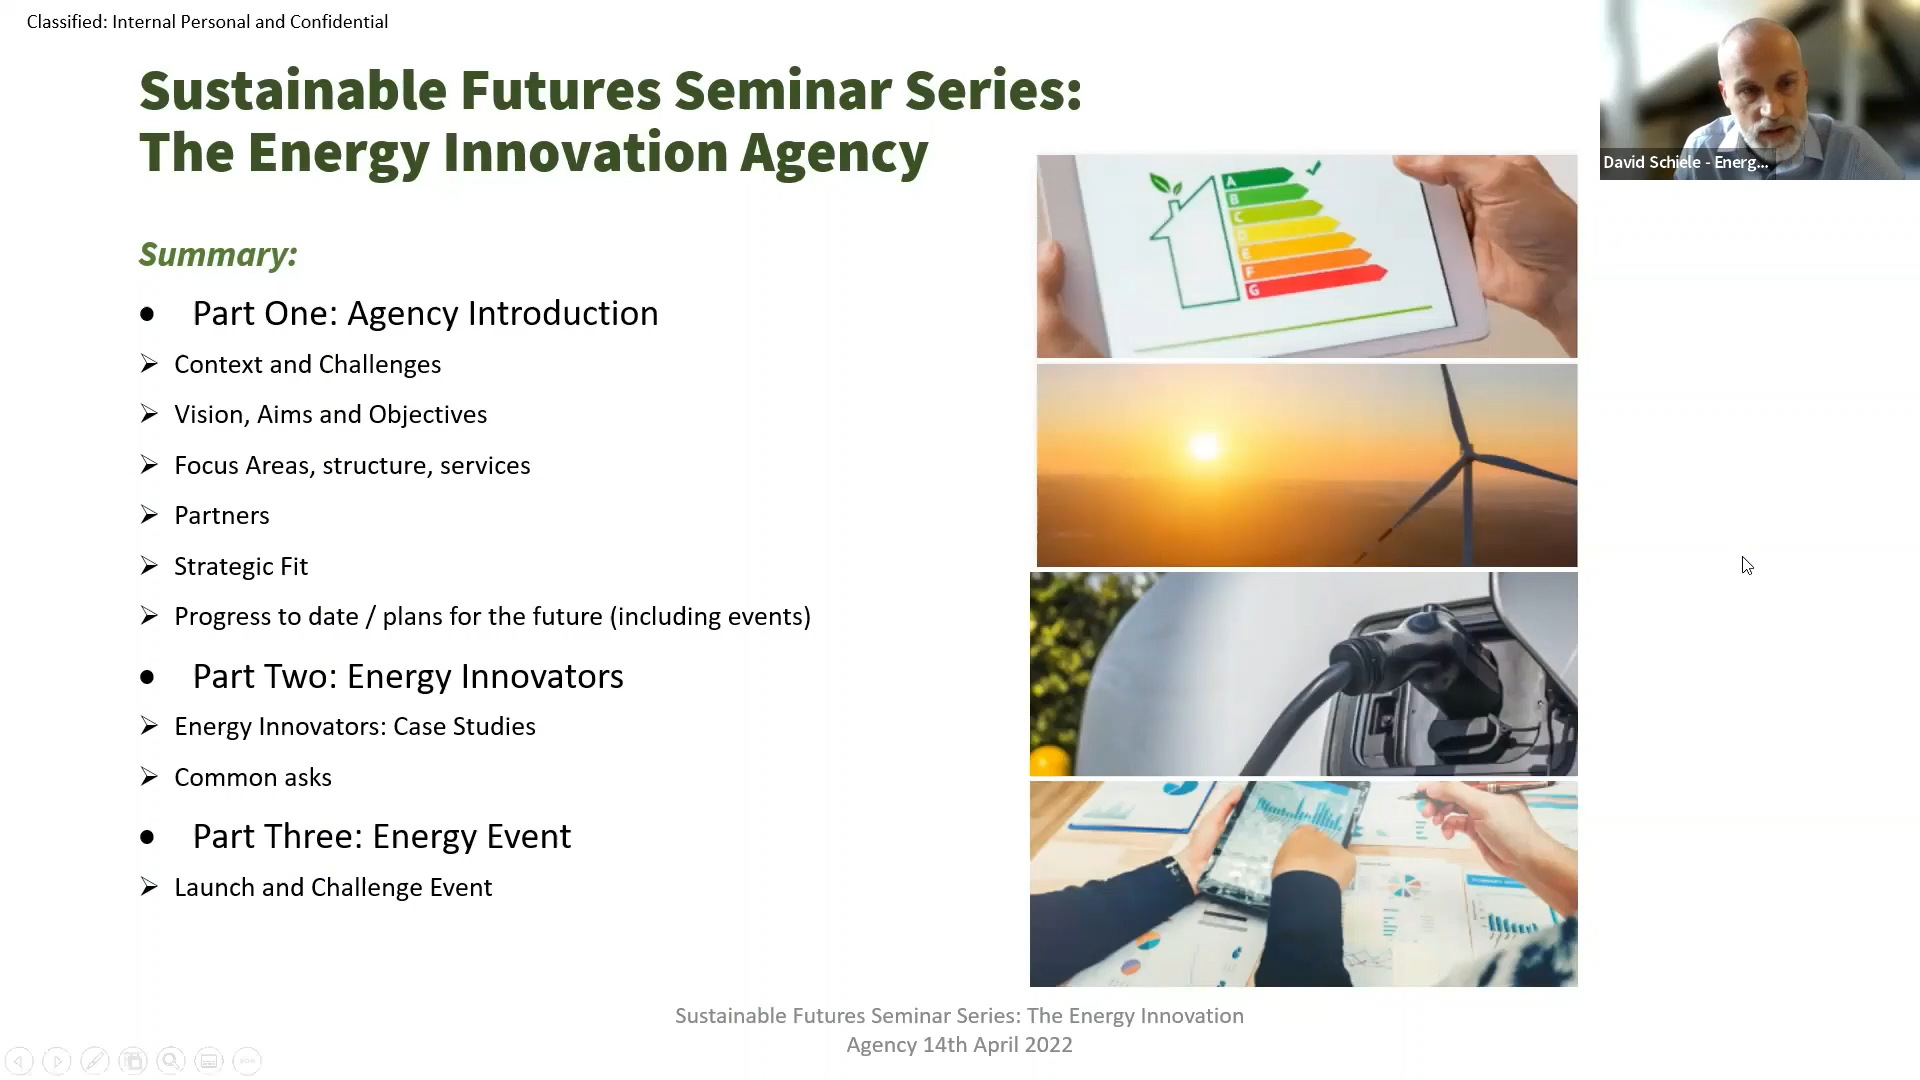 Classified: Internal Personal and Confidential
Sustainable Futures Seminar Series:
The Energy Innovation Agency
David Schiele - Energ...
A
B
C
D
E
F
G
Summary:
• Part One: Agency Introduction
➢ Context and Challenges
➢ Vision, Aims and Objectives
➢ Focus Areas, structure, services
➢ Partners
➢ Strategic Fit
➢ Progress to date / plans for the future (including events)
• Part Two: Energy Innovators
➢ Energy Innovators: Case Studies
➢ Common asks
• Part Three: Energy Event
➢ Launch and Challenge Event
Sustainable Futures Seminar Series: The Energy Innovation
Agency 14th April 2022